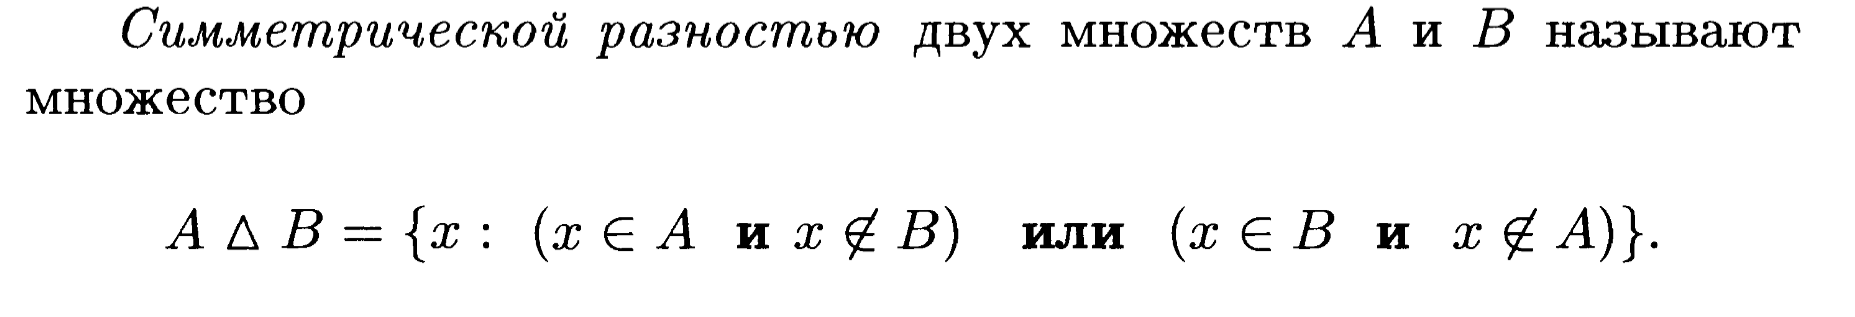 Симметрической разностью двух множеств A и B называют
множество
A △ B = {x : (x ∈ A и x ∉ B) или (x ∈ B и x ∉ A)}.